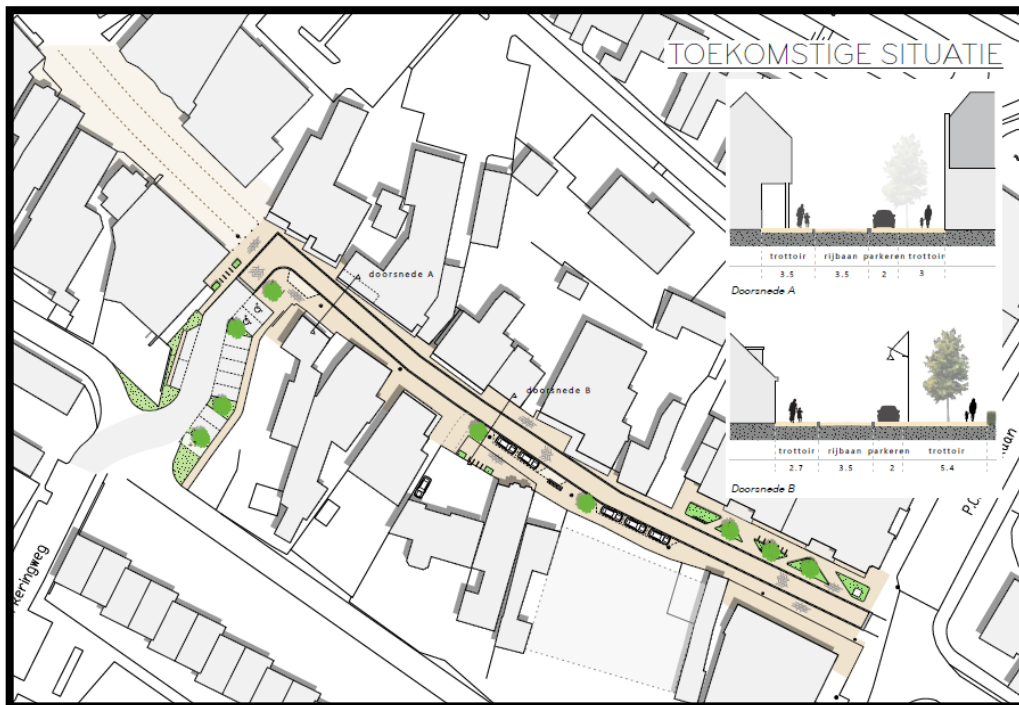 TOEKOMSTIGE SITUATIE
trottoir rijbaan parkeren trottoir
3.5 3.5 2 3
Doorsnede A
trottoir rijbaan parkeren trottoir
2.7 3.5 2 5.4
Doorsnede B
doorsnede A
doorsnede B
keringweg
P.C.
aan